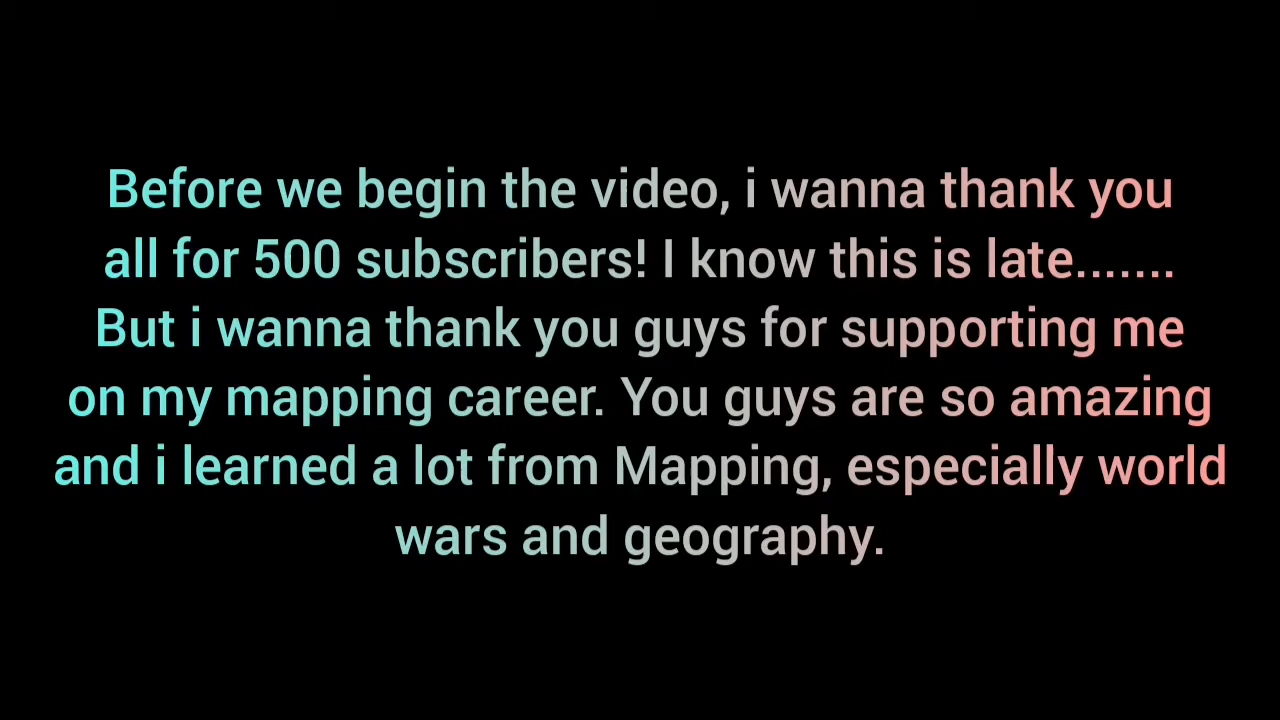 Before we begin the video, i wanna thank you
all for 500 subscribers! I know this is late.......
But i wanna thank you guys for supporting me
on my mapping career. You guys are so amazing
and i learned a lot from Mapping, especially world
wars and geography.